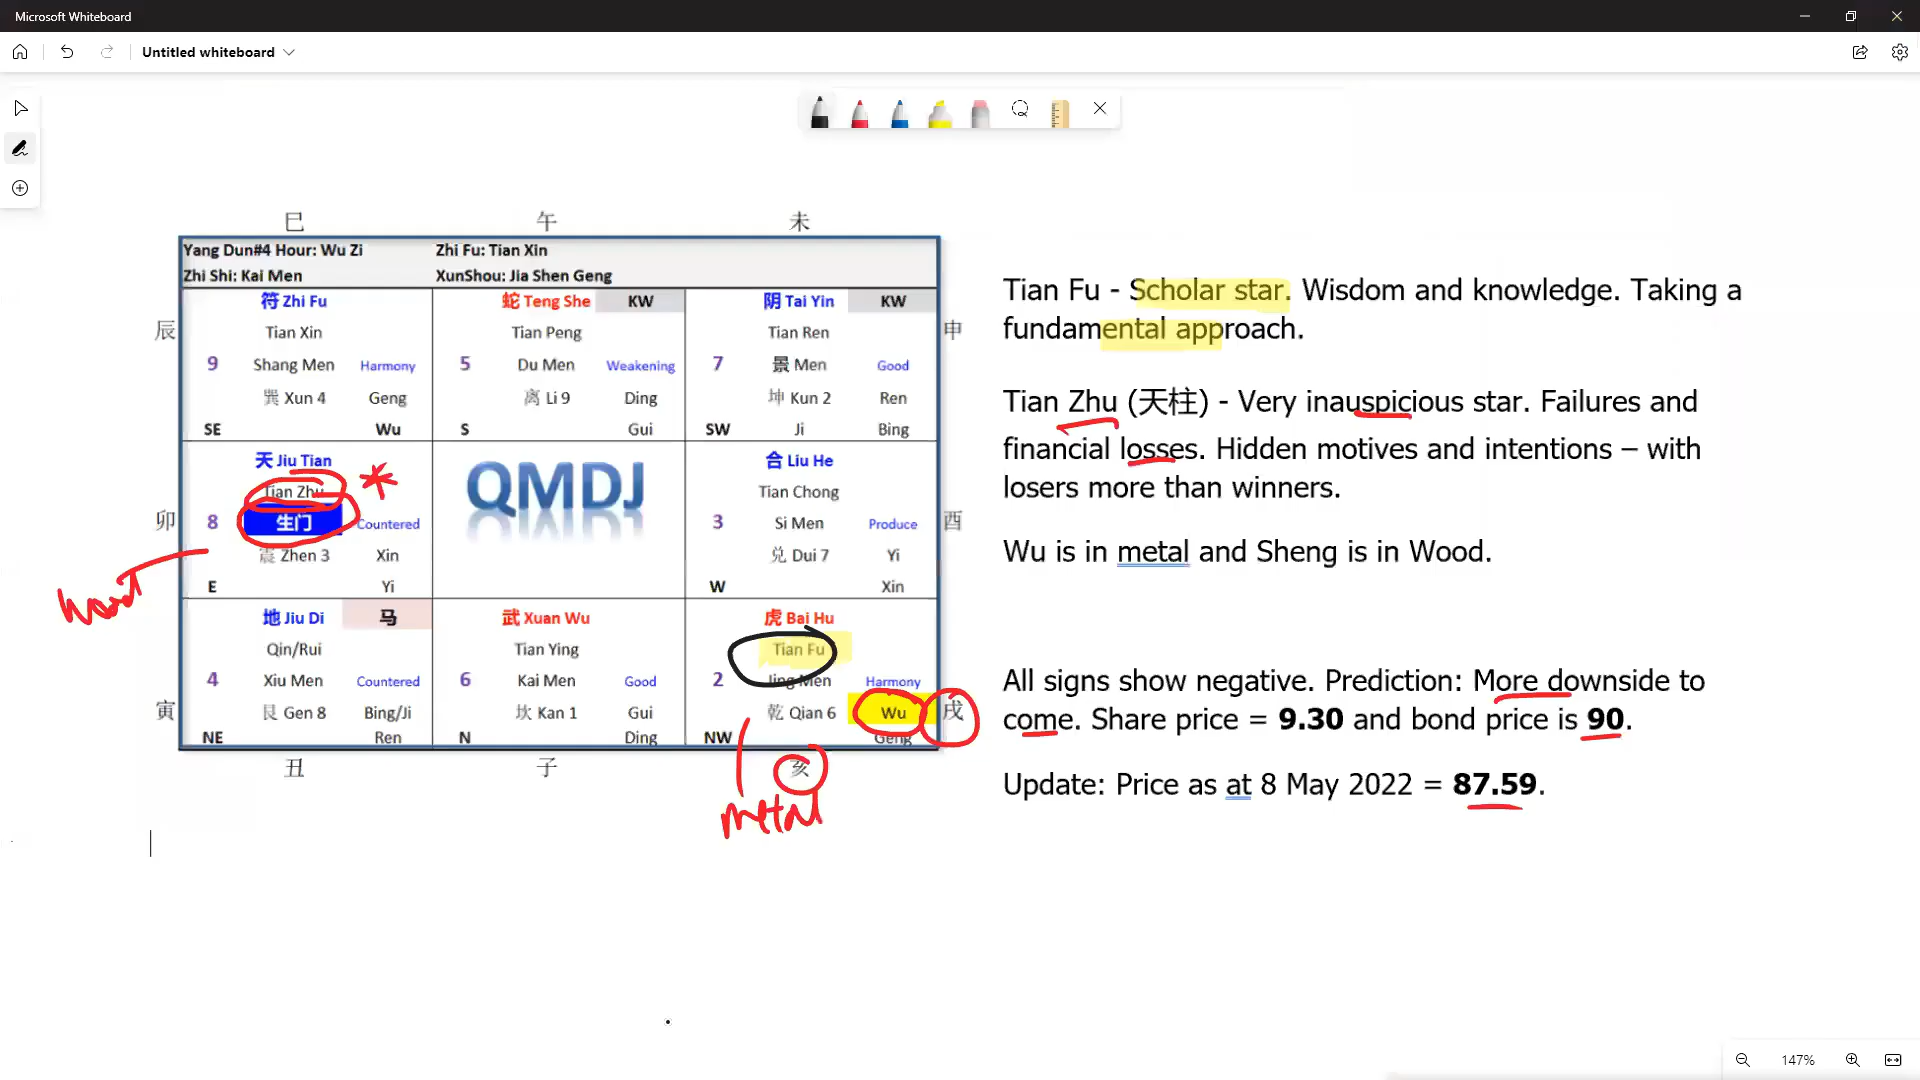 Microsoft Whiteboard
Untitled whiteboard
巳 午 未
Yang Dun#4 Hour: Wu Zi Zhi Fu: Tian Xin
Zhi Shi: Kai Men XunShou: Jia Shen Geng
符 Zhi Fu
Tian Xin
辰
9 Shang Men Harmony
巽 Xun 4 Geng
SE Wu
蛇 Teng She KW
Tian Peng
5 Du Men Weakening
离 Li 9 Ding
S Gui
阴 Tai Yin KW
Tian Ren
申
7 景 Men Good
坤 Kun 2 Ren
SW Ji Bing
天 Jiu Tian
Tian Zhu
卯 8 生门 Countered
震 Zhen 3 Xin
E Yi
QMDJ
合 Liu He
Tian Chong
3 Si Men Produce 酉
兑 Dui 7 Yi
W Xin
wood
地 Jiu Di 马
Qin/Rui
4 Xiu Men Countered
寅 艮 Gen 8 Bing/Ji
NE Ren
武 Xuan Wu
Tian Ying
6 Kai Men Good
坎 Kan 1 Gui
N Ding
虎 Bai Hu
Tian Fu
2 Jing Men Harmony
乾 Qian 6 Wu 戌
NW Geng
丑 子 亥
metal
Tian Fu - Scholar star. Wisdom and knowledge. Taking a
fundamental approach.
Tian Zhu (天柱) - Very inauspicious star. Failures and
financial losses. Hidden motives and intentions – with
losers more than winners.
Wu is in metal and Sheng is in Wood.
All signs show negative. Prediction: More downside to
come. Share price = 9.30 and bond price is 90.
Update: Price as at 8 May 2022 = 87.59.
147%